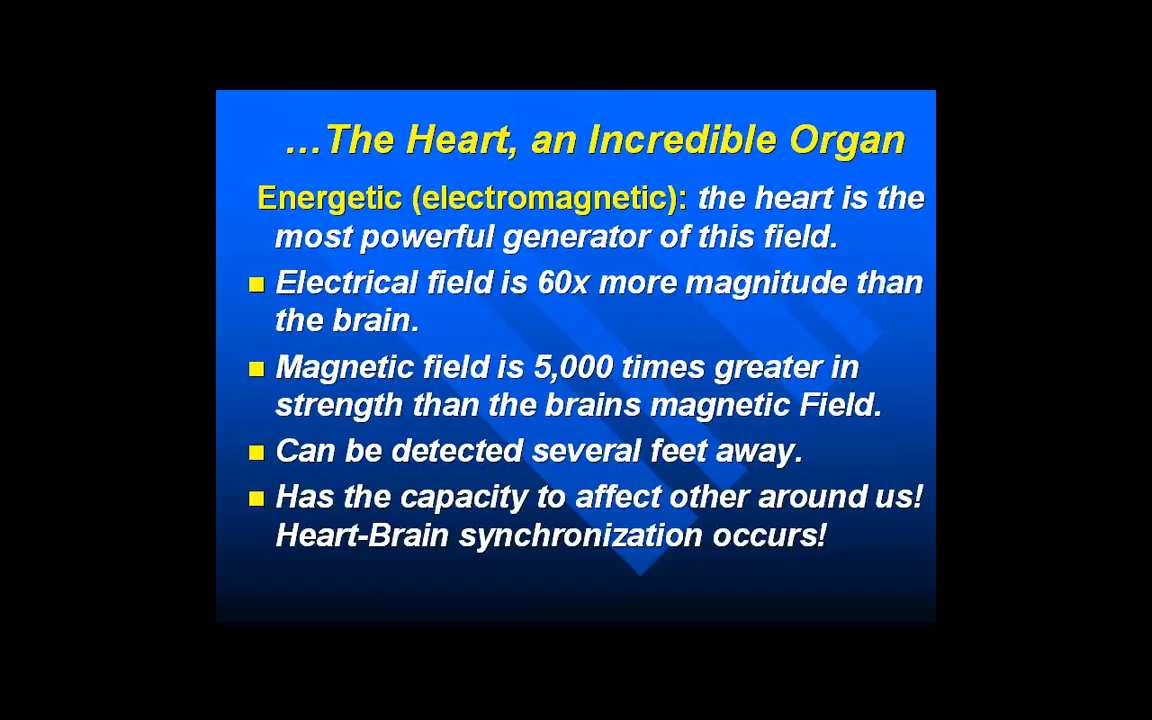 ...The Heart, an Incredible Organ
Energetic (electromagnetic): the heart is the
most powerful generator of this field.
Electrical field is 60x more magnitude than
the brain.
Magnetic field is 5,000 times greater in
strength than the brains magnetic Field.
Can be detected several feet away.
Has the capacity to affect other around us!
Heart-Brain synchronization occurs!